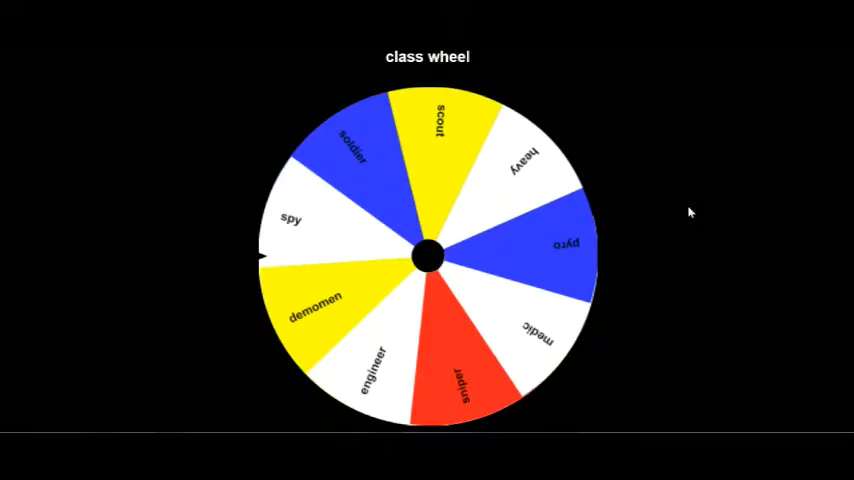 class wheel
scout
heavy
pyro
medic
sniper
engineer
demomen
spy
soldier